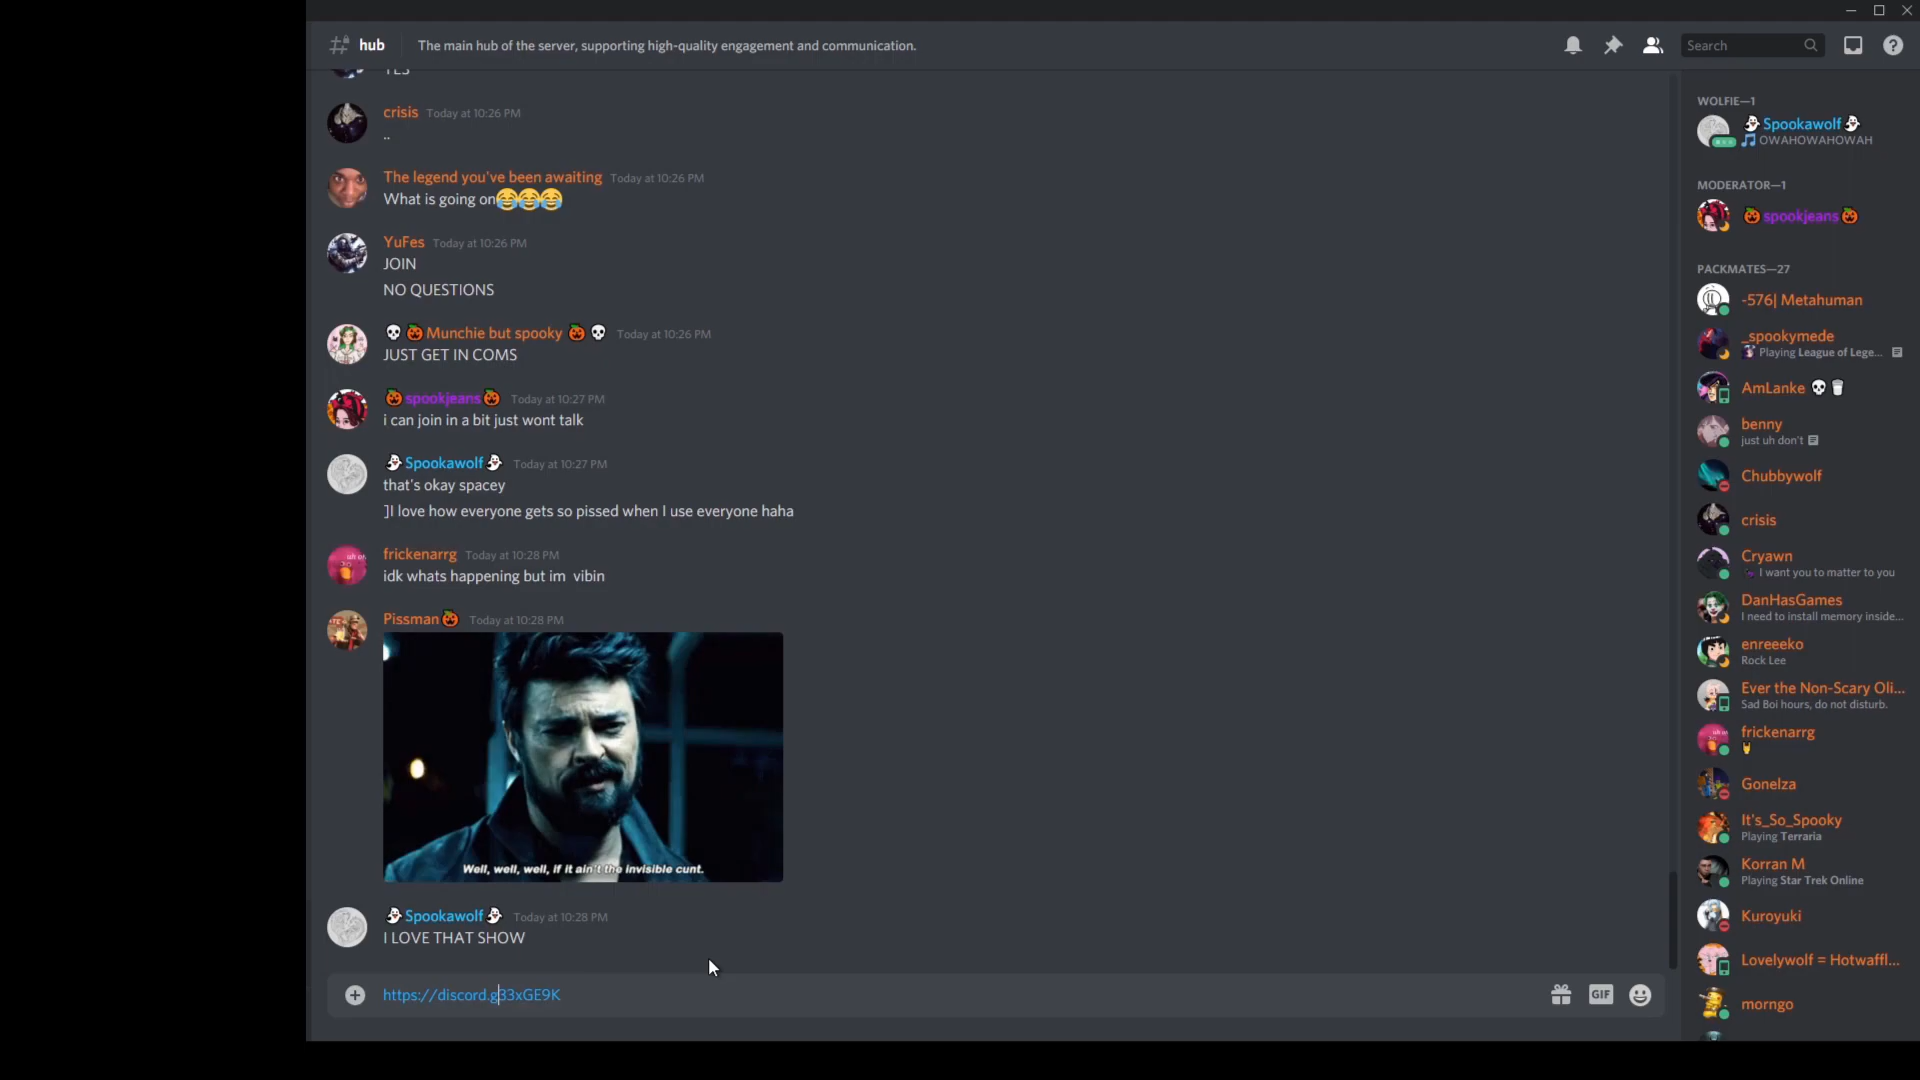 hub
The main hub of the server, supporting high-quality engagement and communication.
Search
YES
crisis Today at 10:26 PM
..
The legend you've been awaiting Today at 10:26 PM
What is going on😂😂😂
YuFes Today at 10:26 PM
JOIN
NO QUESTIONS
💀🎃Munchie but spooky🎃💀 Today at 10:26 PM
JUST GET IN COMS
🎃spookjeans🎃 Today at 10:27 PM
i can join in a bit just wont talk
👻Spookawolf👻 Today at 10:27 PM
that's okay spacey
]I love how everyone gets so pissed when I use everyone haha
frickenarrg Today at 10:28 PM
idk whats happening but im  vibin
Pissman🎃 Today at 10:28 PM
Well, well, well, if it ain't the invisible cunt.
👻Spookawolf👻 Today at 10:28 PM
I LOVE THAT SHOW
https://discord.g33xGE9K
GIF
WOLFIE—1
👻Spookawolf👻
🎵 OWAHOWAHOWAH
MODERATOR—1
🎃spookjeans🎃
PACKMATES—27
-576| Metahuman
_spookymede
Playing League of Lege...
AmLanke 💀🥛
benny
just uh don't
Chubbywolf
crisis
Cryawn
I want you to matter to you
DanHasGames
I need to install memory inside...
enreeeko
Rock Lee
Ever the Non-Scary Oli...
Sad Boi hours, do not disturb.
frickenarrg
Gonelza
It's_So_Spooky
Playing Terraria
Korran M
Playing Star Trek Online
Kuroyuki
Lovelywolf = Hotwaffl...
morngo